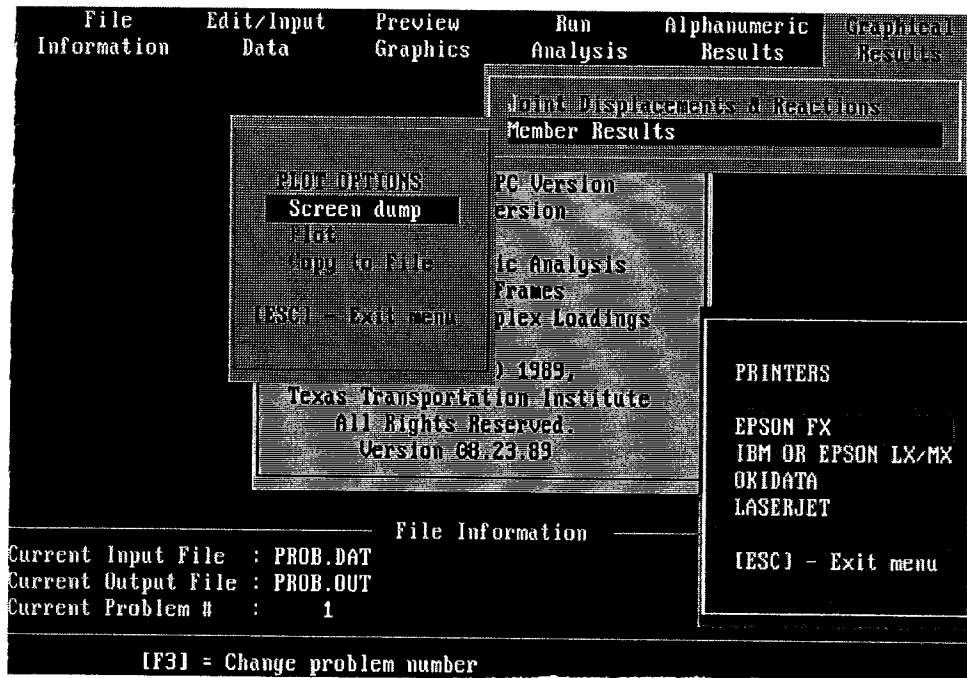 File Edit/Input Preview Run Alphanumeric Graphical
Information Data Graphics Analysis Results Results
Joint Displacements & Reactions
Member Results
PLOT OPTIONS
Screen dump
Plot
Copy to File
[ESC] - Exit menu
PC Version
ersion
ic Analysis
Frames
plex Loadings
) 1989,
Texas Transportation Institute
All Rights Reserved.
Version 08.23.89
PRINTERS
EPSON FX
IBM OR EPSON LX/MX
OKIDATA
LASERJET
[ESC] - Exit menu
File Information
Current Input File : PROB.DAT
Current Output File : PROB.OUT
Current Problem # : 1
[F3] = Change problem number